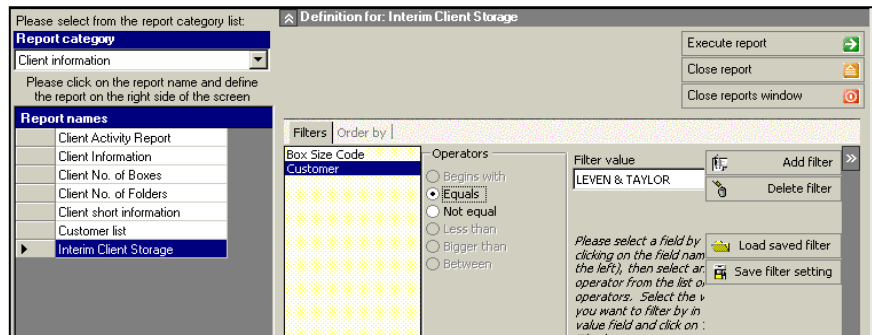 Please select from the report category list:
Report category
Client information
Please click on the report name and define
the report on the right side of the screen
Report names
Client Activity Report
Client Information
Client No. of Boxes
Client No. of Folders
Client short information
Customer list
Interim Client Storage
Definition for: Interim Client Storage
Execute report
Close report
Close reports window
Filters Order by
Box Size Code
Customer
Operators
Begins with
Equals
Not equal
Less than
Bigger than
Between
Filter value
LEVEN & TAYLOR
Add filter
Delete filter
Load saved filter
Save filter setting
Please select a field by
clicking on the field nam
the left), then select an
operator from the list o
operators. Select the v
you want to filter by in
value field and click on